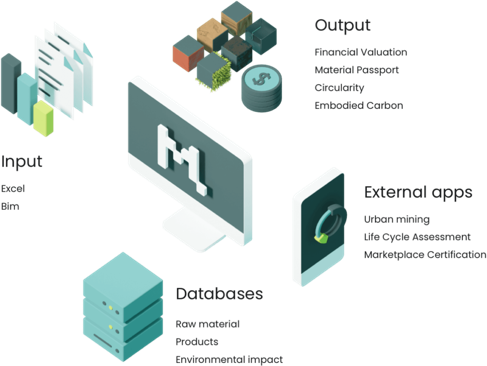 Output
Financial Valuation
Material Passport
Circularity
Embodied Carbon
$
M
Input
Excel
Bim
External apps
Urban mining
Life Cycle Assessment
Marketplace Certification
Databases
Raw material
Products
Environmental impact